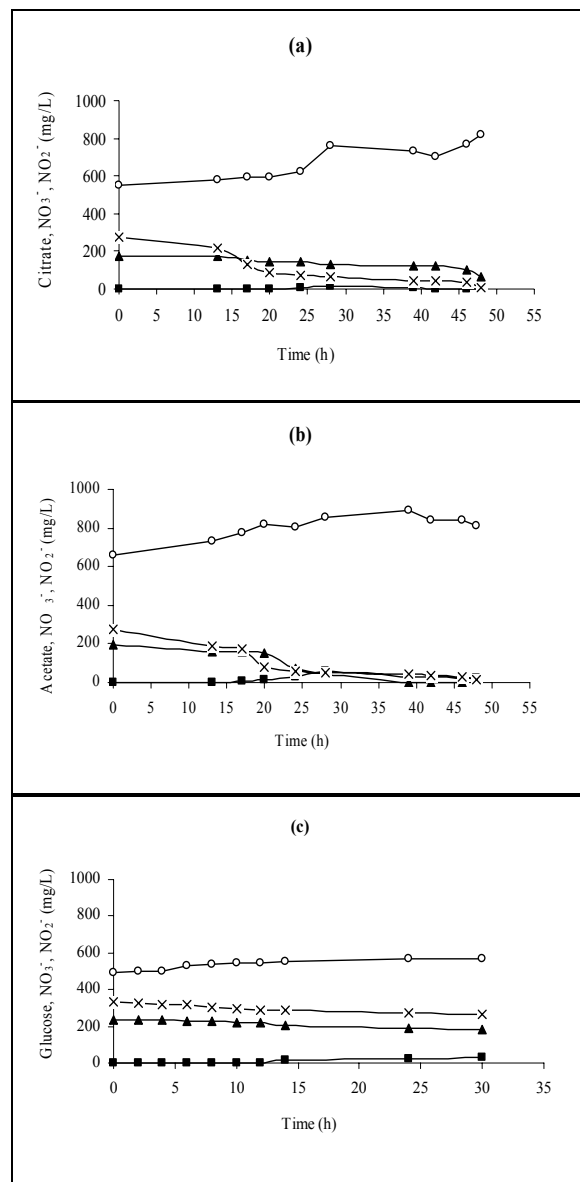 (a)
Citrate, NO₃⁻, NO₂⁻ (mg/L)
1000
800
600
400
200
0
0 5 10 15 20 25 30 35 40 45 50 55
Time (h)
(b)
Acetate, NO₃⁻, NO₂⁻ (mg/L)
1000
800
600
400
200
0
0 5 10 15 20 25 30 35 40 45 50 55
Time (h)
(c)
Glucose, NO₃⁻, NO₂⁻ (mg/L)
1000
800
600
400
200
0
0 5 10 15 20 25 30 35
Time (h)